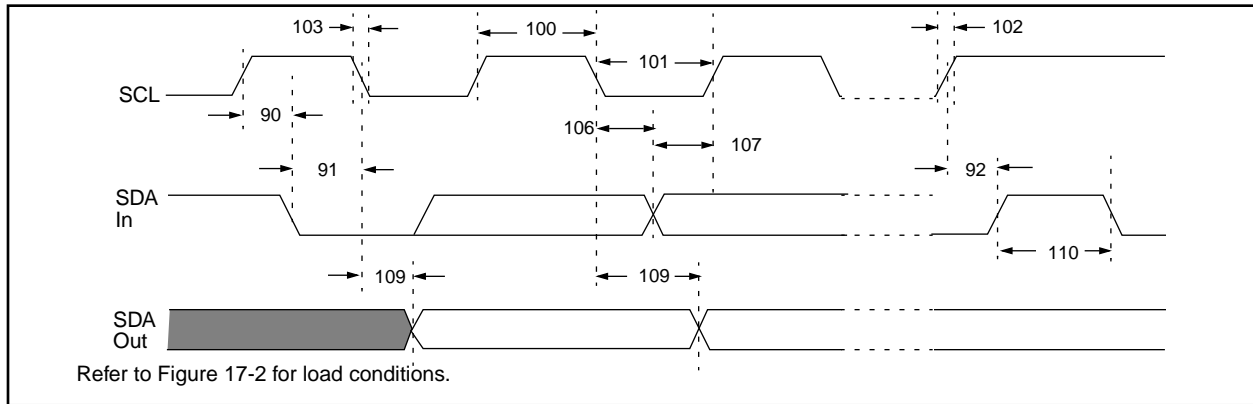 103
100
102
101
SCL
90
106
107
91
92
SDA
In
110
109
109
SDA
Out
Refer to Figure 17-2 for load conditions.